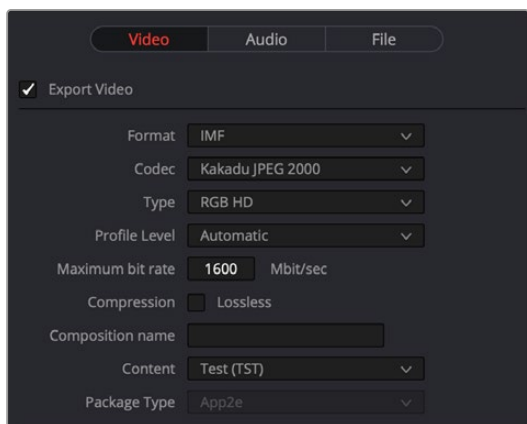 Video Audio File
Export Video
Format IMF
Codec Kakadu JPEG 2000
Type RGB HD
Profile Level Automatic
Maximum bit rate 1600 Mbit/sec
Compression Lossless
Composition name
Content Test (TST)
Package Type App2e